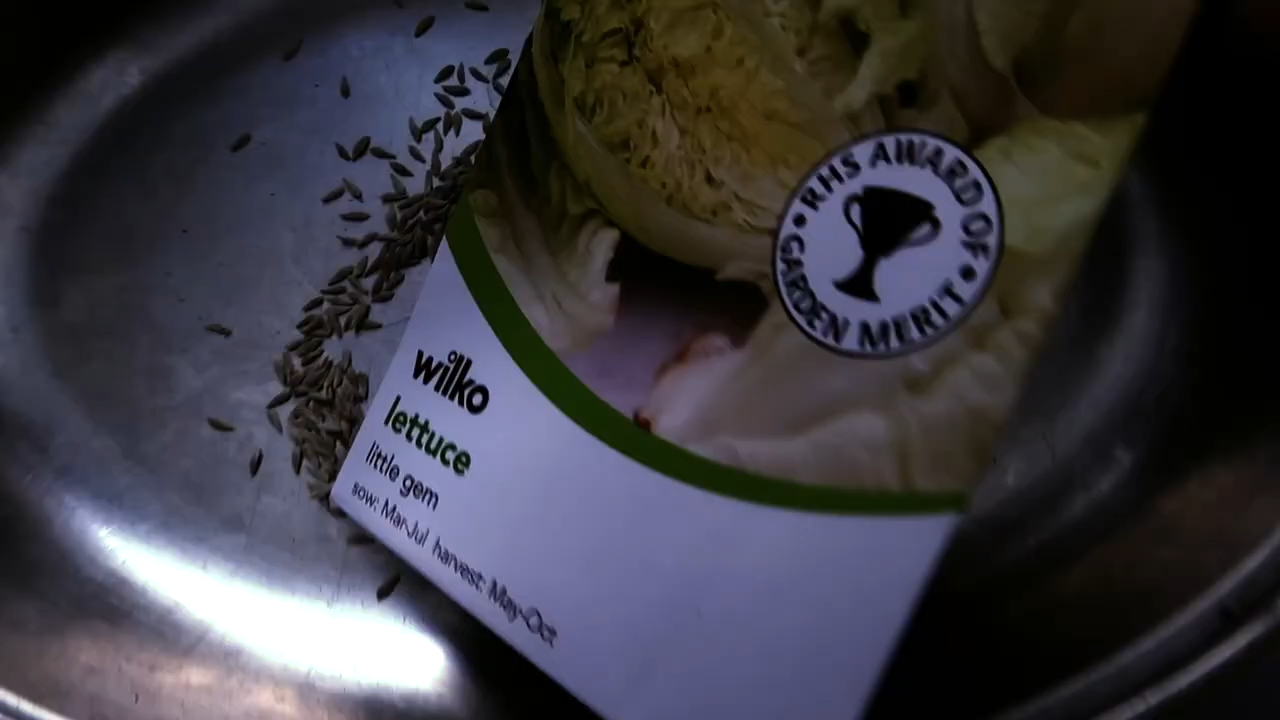 RHS AWARD OF
GARDEN MERIT
wilko
lettuce
little gem
sow: Mar-Jul harvest: May-Oct